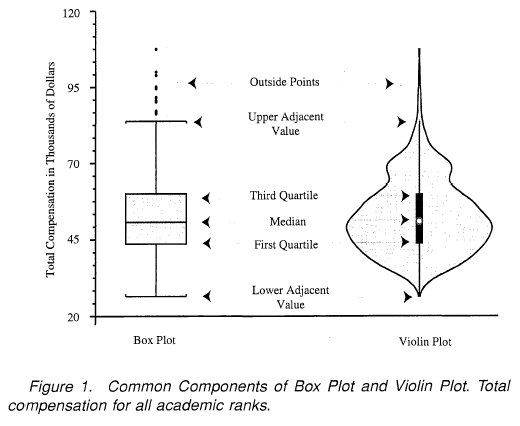 120
95
70
45
20
Total Compensation in Thousands of Dollars
Outside Points
Upper Adjacent
Value
Third Quartile
Median
First Quartile
Lower Adjacent
Value
Box Plot
Violin Plot
Figure 1. Common Components of Box Plot and Violin Plot. Total
compensation for all academic ranks.